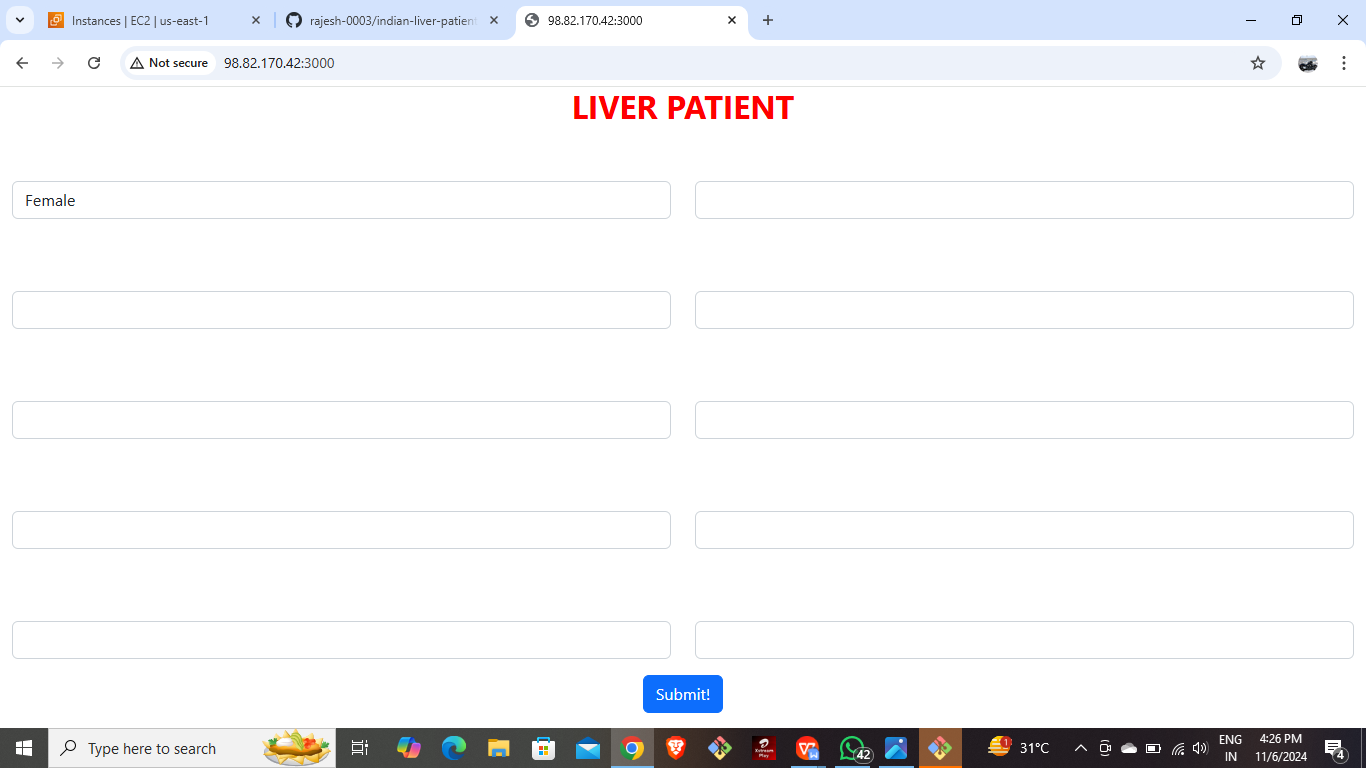 Instances | EC2 | us-east-1
rajesh-0003/indian-liver-patient
98.82.170.42:3000
Not secure
98.82.170.42:3000
LIVER PATIENT
Female
Submit!
Type here to search
42
1
31°C
ENG
IN
4:26 PM
11/6/2024
4